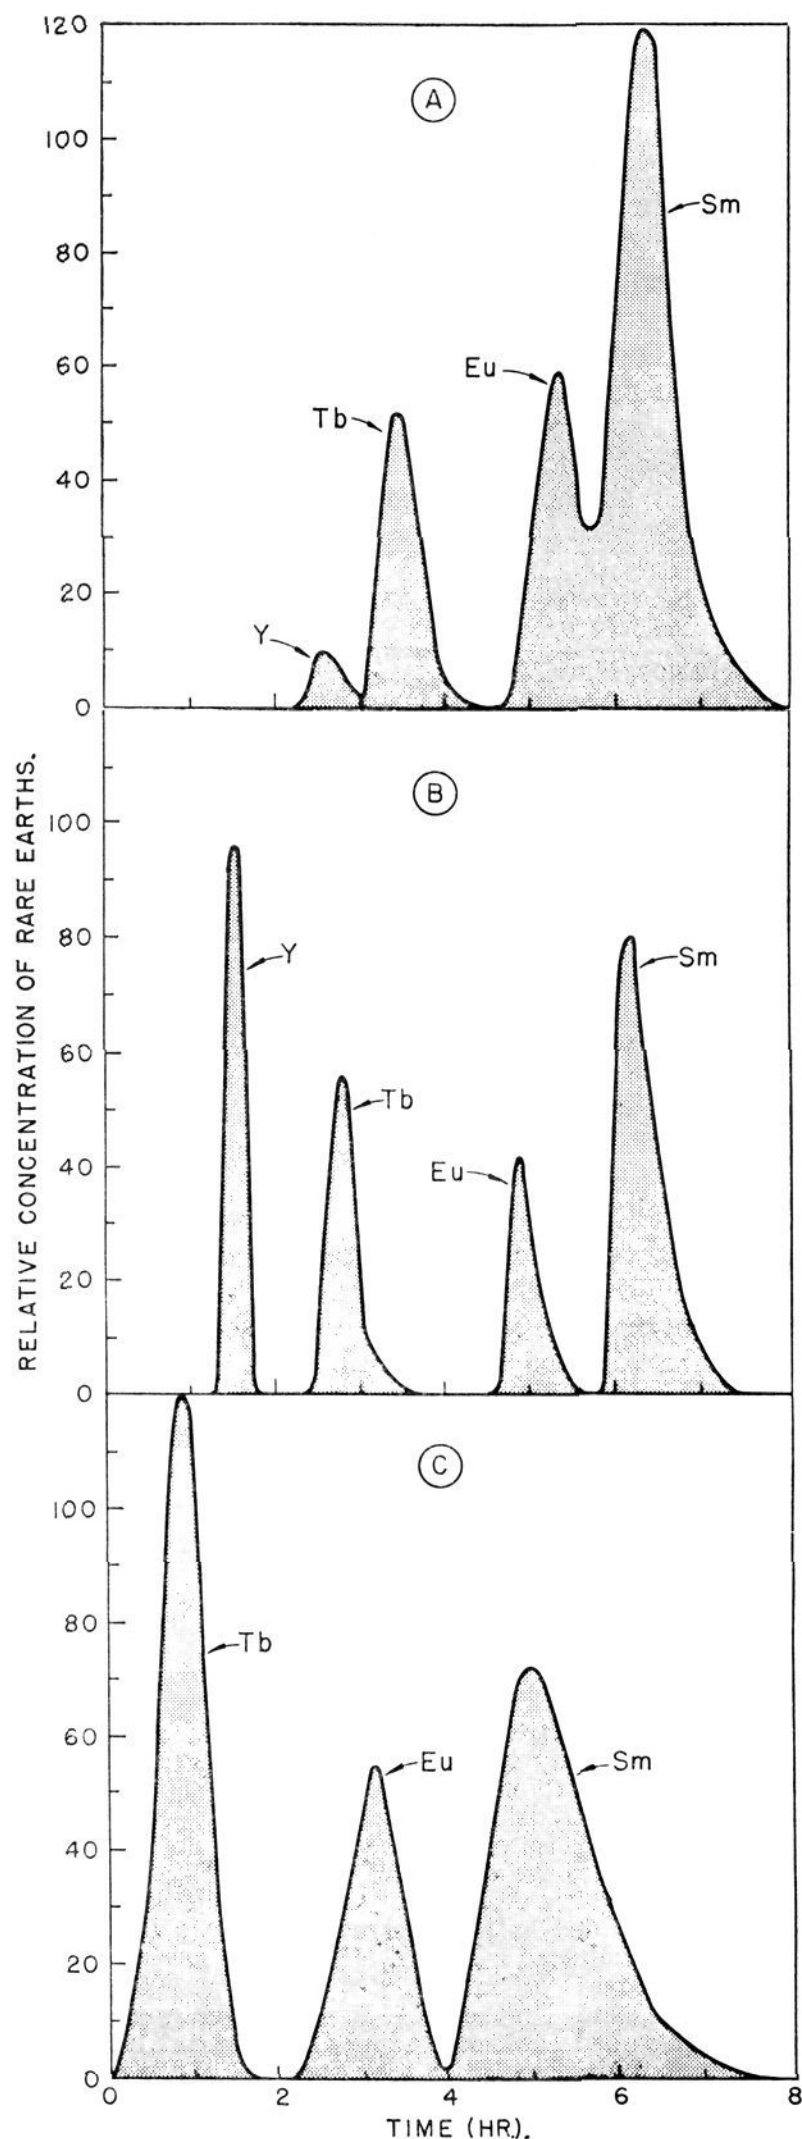 120
A
100
Sm
80
60
Eu
Tb
40
20
Y
0
RELATIVE CONCENTRATION OF RARE EARTHS.
B
100
80
Y
Sm
60
Tb
40
Eu
20
0
C
100
80
Tb
60
Eu
Sm
40
20
0
0 2 4 6 8
TIME (HR.).